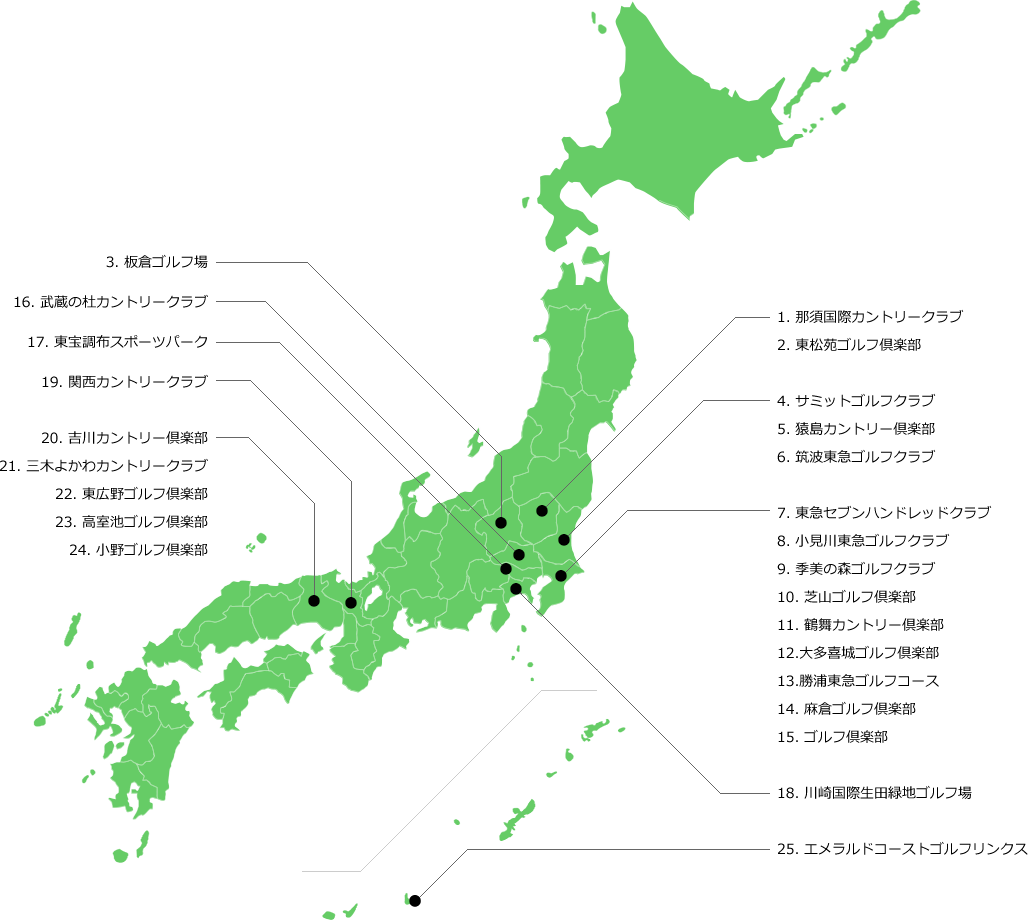 3. 板倉ゴルフ場
16. 武蔵の杜カントリークラブ
17. 東宝調布スポーツパーク
19. 関西カントリークラブ
20. 吉川カントリー倶楽部
21. 三木よかわカントリークラブ
22. 東広野ゴルフ倶楽部
23. 高室池ゴルフ倶楽部
24. 小野ゴルフ倶楽部
1. 那須国際カントリークラブ
2. 東松苑ゴルフ倶楽部
4. サミットゴルフクラブ
5. 猿島カントリー倶楽部
6. 筑波東急ゴルフクラブ
7. 東急セブンハンドレッドクラブ
8. 小見川東急ゴルフクラブ
9. 季美の森ゴルフクラブ
10. 芝山ゴルフ倶楽部
11. 鶴舞カントリー倶楽部
12.大多喜城ゴルフ倶楽部
13.勝浦東急ゴルフコース
14. 麻倉ゴルフ倶楽部
15. ゴルフ倶楽部
18. 川崎国際生田緑地ゴルフ場
25. エメラルドコーストゴルフリンクス